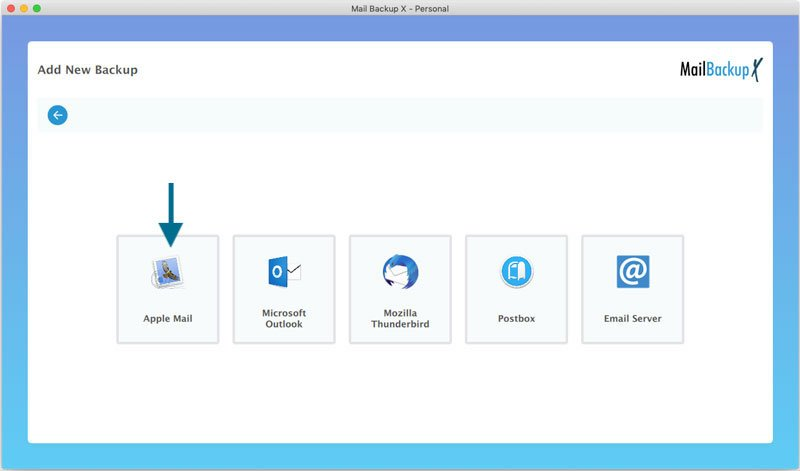 Mail Backup X - Personal
Add New Backup
MailBackup X
Apple Mail
Microsoft
Outlook
Mozilla
Thunderbird
Postbox
Email Server